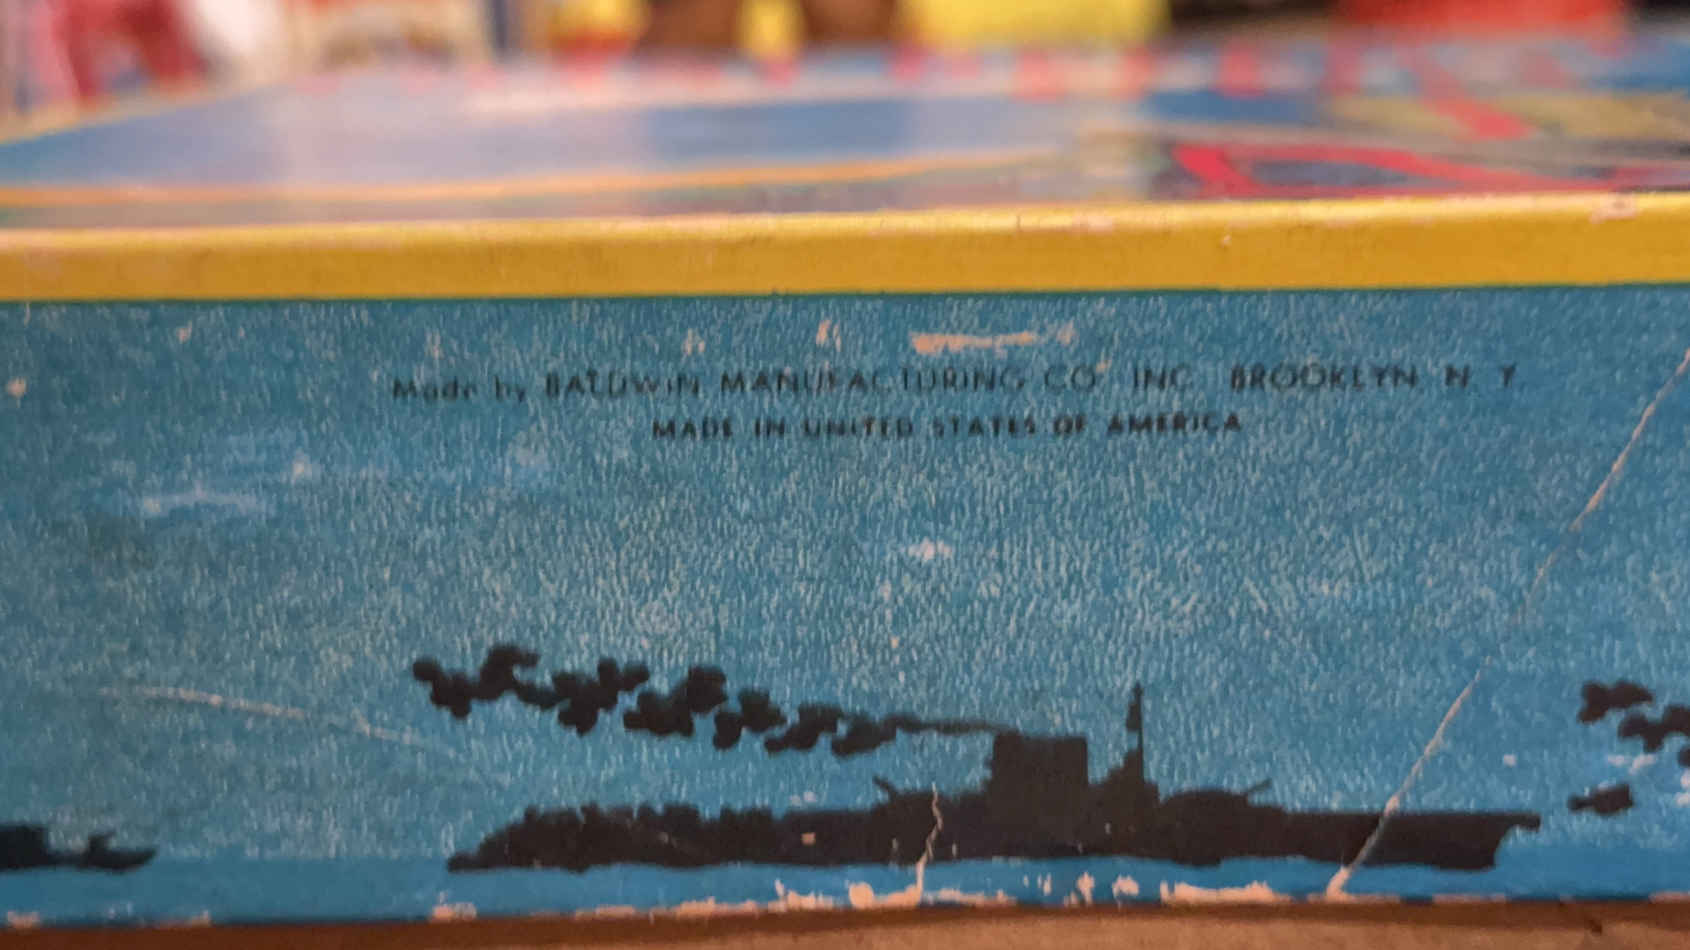 Made by BALDWIN MANUFACTURING CO. INC. BROOKLYN N Y
MADE IN UNITED STATES OF AMERICA